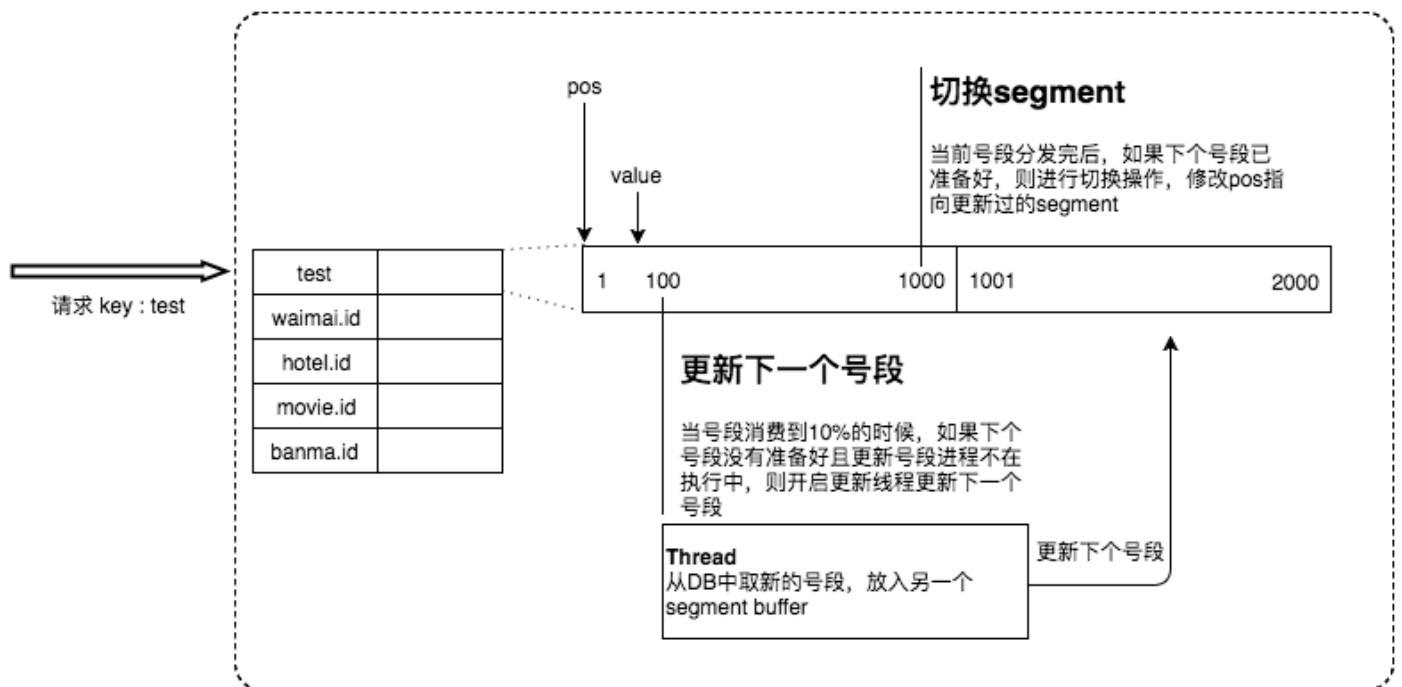 pos
切换segment
当前号段分发完后，如果下个号段已
准备好，则进行切换操作，修改pos指
向更新过的segment
value
请求 key : test
test
waimai.id
hotel.id
movie.id
banma.id
1 100 1000 1001 2000
更新下一个号段
当号段消费到10%的时候，如果下个
号段没有准备好且更新号段进程不在
执行中，则开启更新线程更新下一个
号段
Thread
从DB中取新的号段，放入另一个
segment buffer
更新下个号段